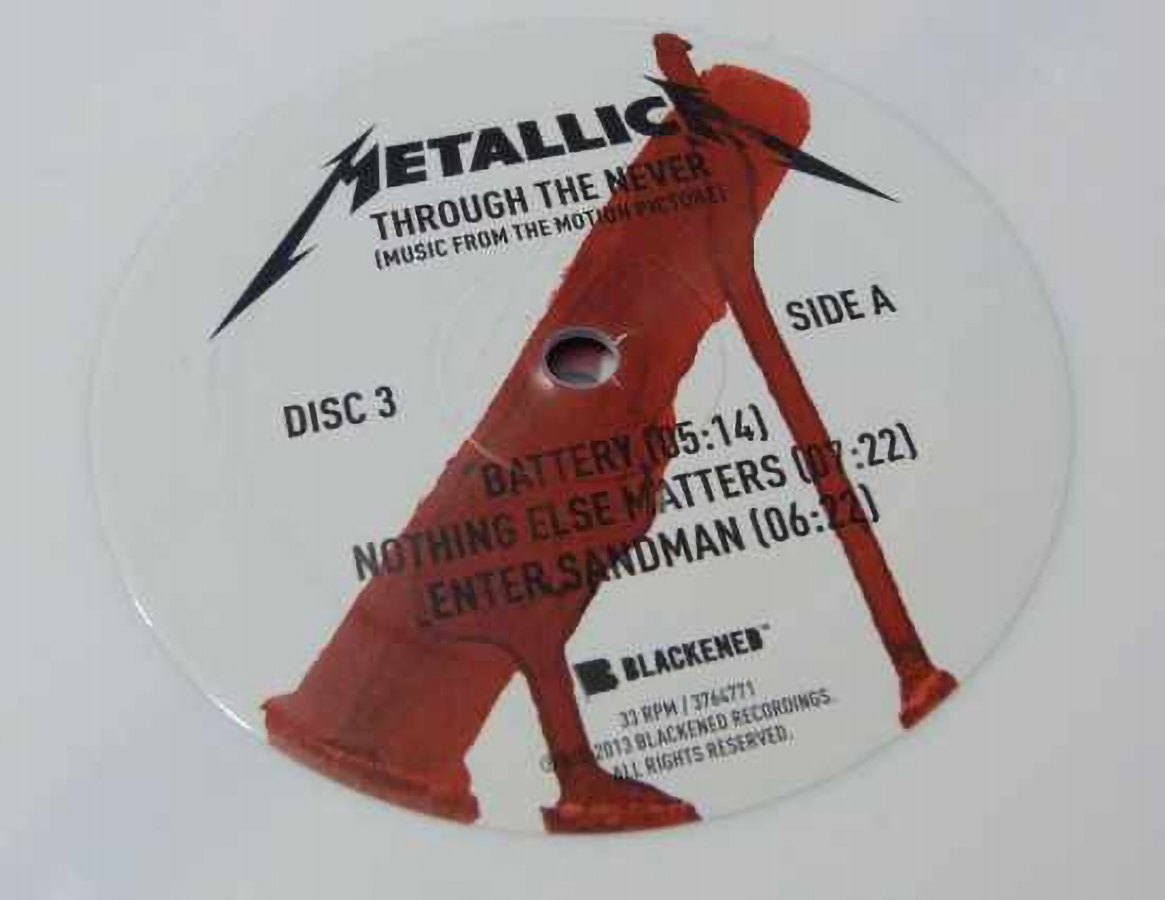 METALLICA
THROUGH THE NEVER
(MUSIC FROM THE MOTION PICTURE)
SIDE A
DISC 3
BATTERY (05:14)
NOTHING ELSE MATTERS (07:22)
ENTER SANDMAN (06:22)
BLACKENED™
33 RPM / 3764771
2013 BLACKENED RECORDINGS.
ALL RIGHTS RESERVED.